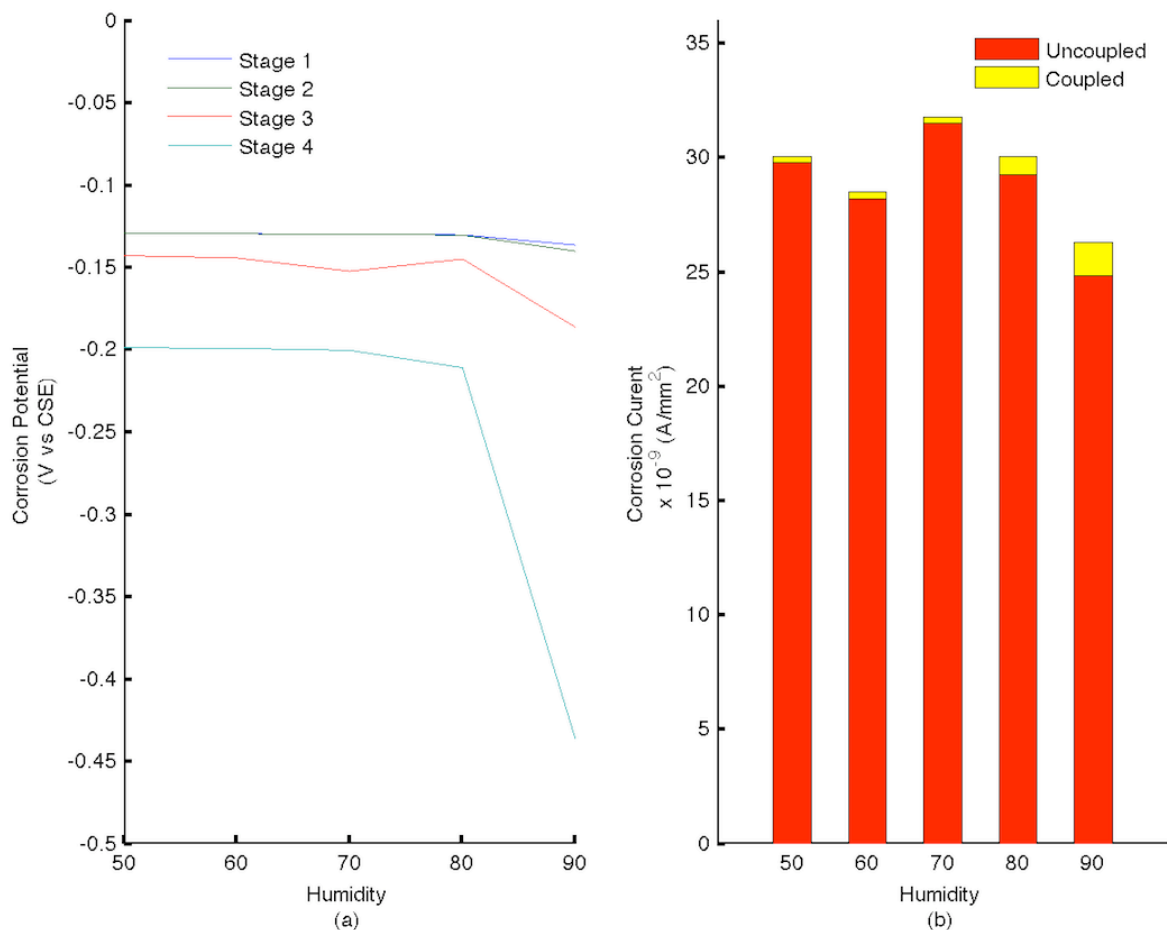 0
-0.05
-0.1
-0.15
-0.2
-0.25
-0.3
-0.35
-0.4
-0.45
-0.5
Corrosion Potential
(V vs CSE)
Stage 1
Stage 2
Stage 3
Stage 4
50 60 70 80 90
Humidity
(a)
35
30
25
20
15
10
5
0
Corrosion Curent
x 10⁻⁹ (A/mm²)
Uncoupled
Coupled
50 60 70 80 90
Humidity
(b)